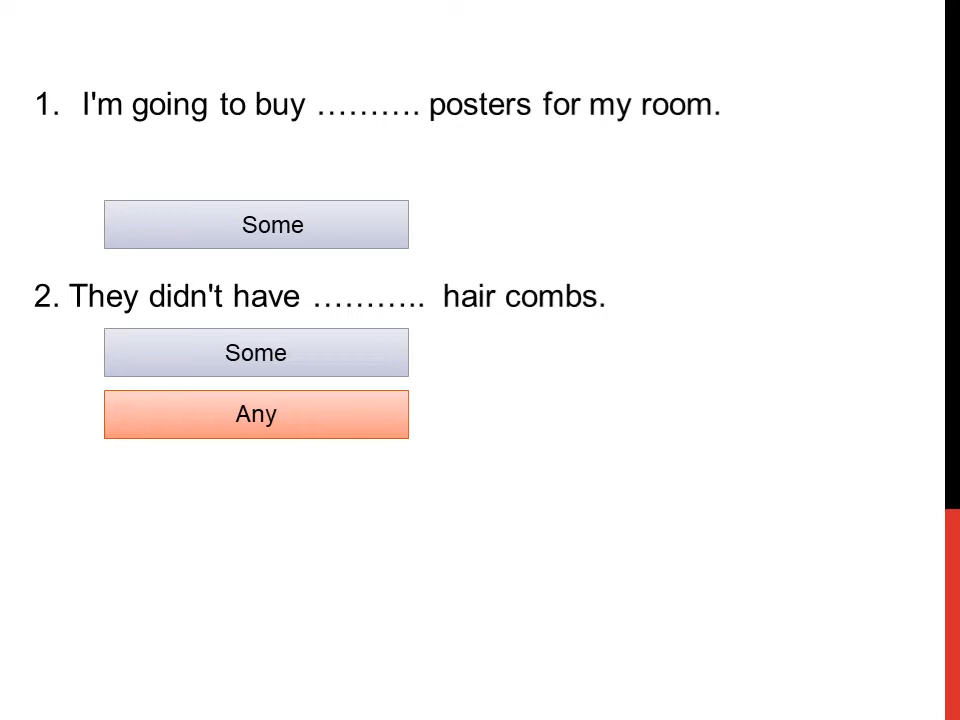 1. I'm going to buy ………. posters for my room.
Some
2. They didn't have ……….. hair combs.
Some
Any